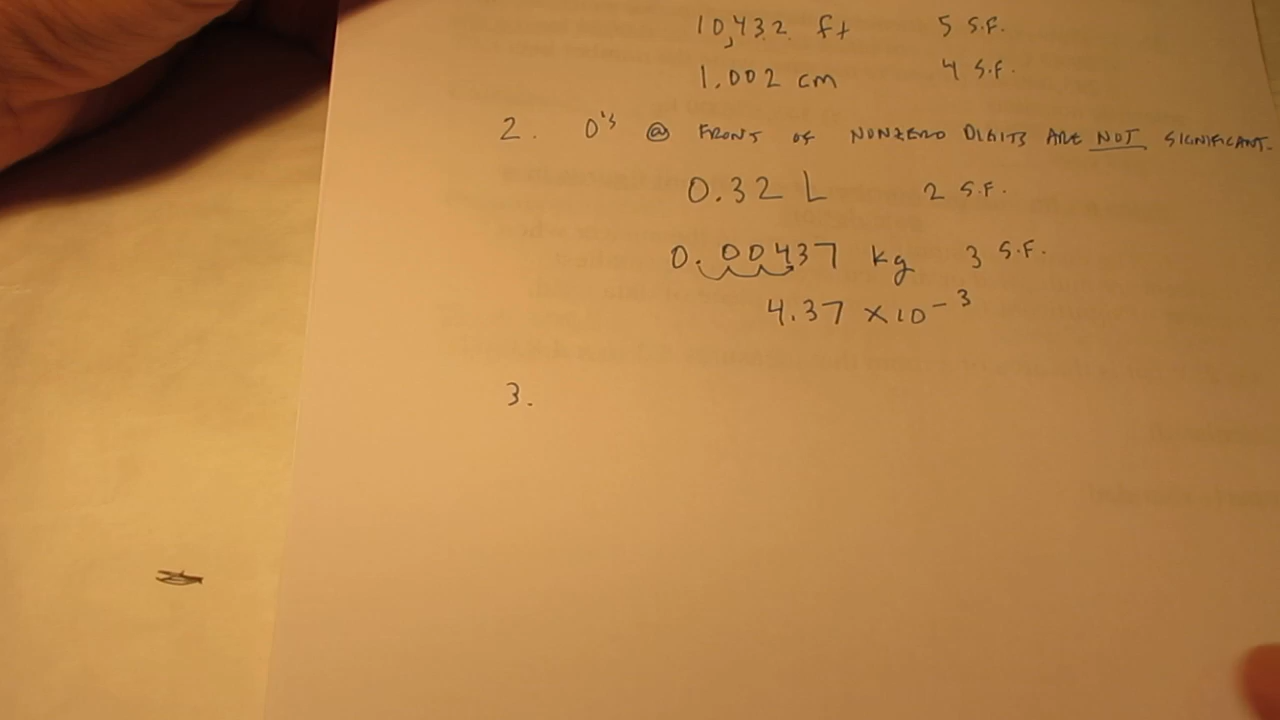 10,432 ft 5 S.F.
1.002 cm 4 S.F.
2. 0's @ FRONT OF NONZERO DIGITS ARE NOT SIGNIFICANT.
0.32 L 2 S.F.
0.00437 kg 3 S.F.
4.37 ×10⁻³
3.